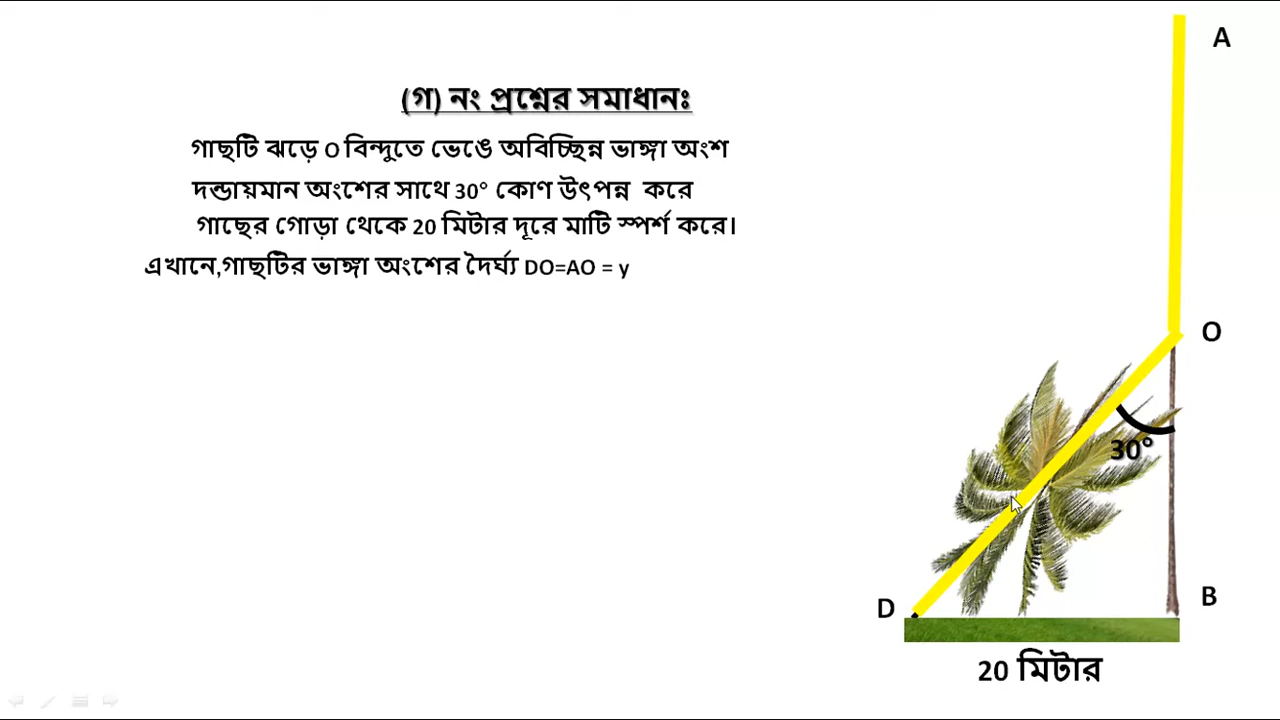 (গ) নং প্রশ্নের সমাধানঃ
গাছটি ঝড়ে O বিন্দুতে ভেঙে অবিচ্ছিন্ন ভাঙ্গা অংশ
দন্ডায়মান অংশের সাথে 30° কোণ উৎপন্ন করে
গাছের গোড়া থেকে 20 মিটার দূরে মাটি স্পর্শ করে।
এখানে,গাছটির ভাঙ্গা অংশের দৈর্ঘ্য DO=AO = y
A
O
30°
D
B
20 মিটার